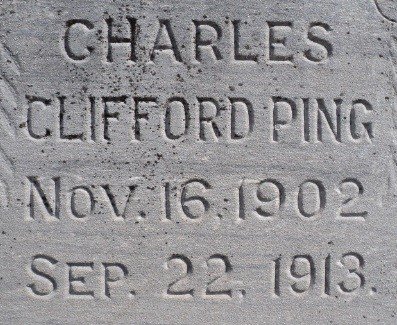 CHARLES
CLIFFORD PING
NOV. 16. 1902
SEP. 22. 1913.